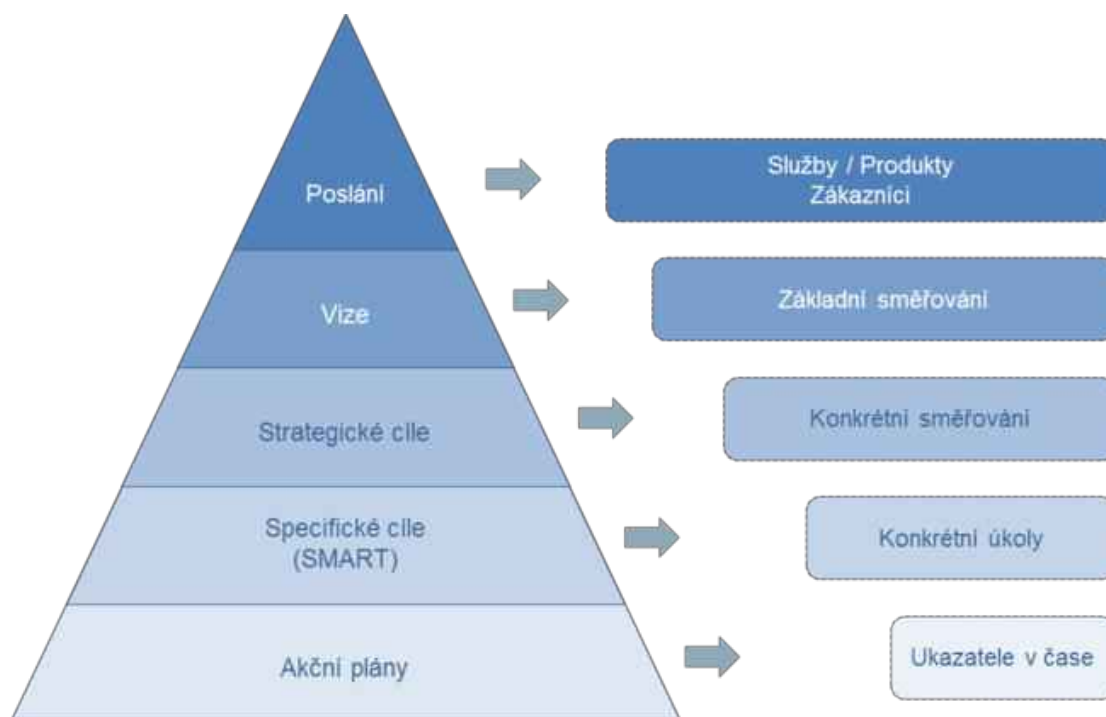 Poslání
Služby / Produkty
Zákazníci
Vize
Základní směřování
Strategické cíle
Konkrétní směřování
Specifické cíle
(SMART)
Konkrétní úkoly
Akční plány
Ukazatele v čase